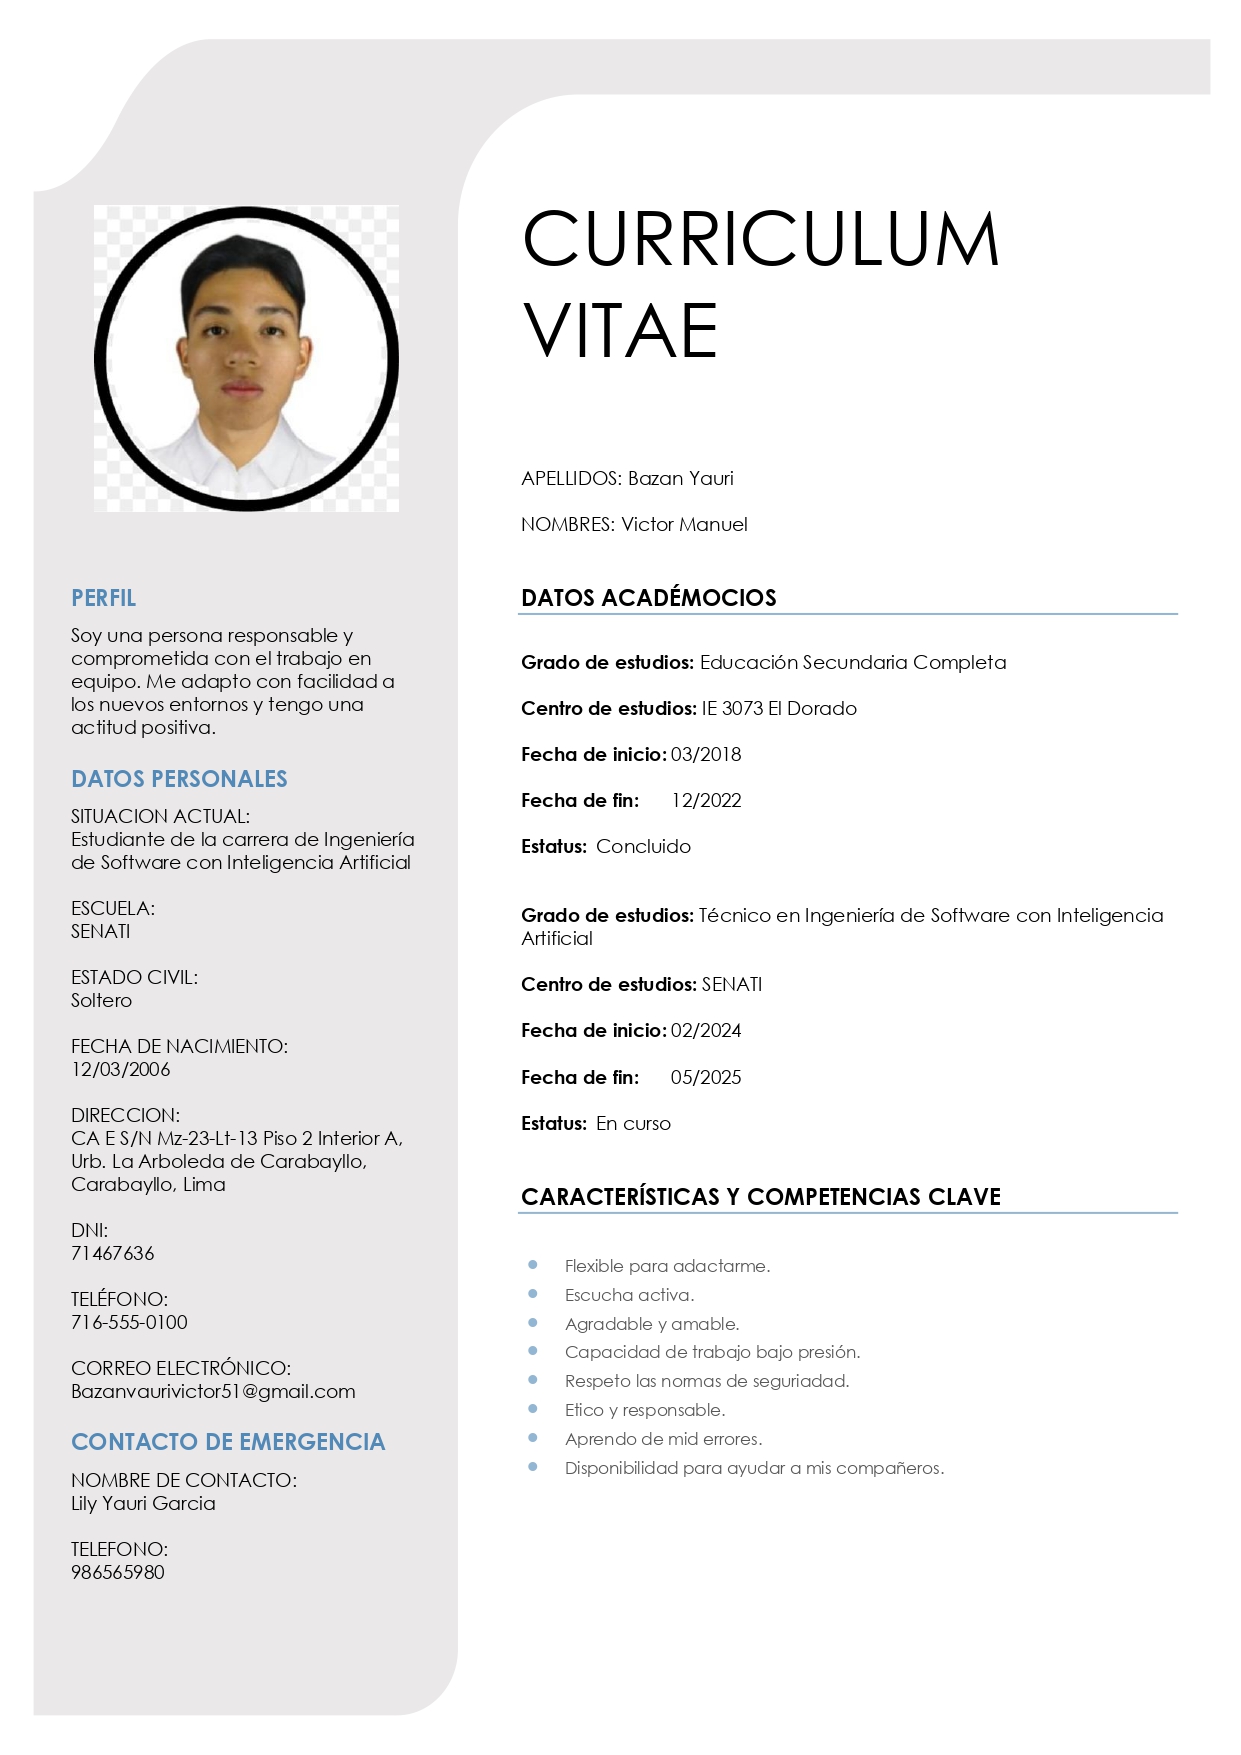 CURRICULUM
VITAE
APELLIDOS: Bazan Yauri
NOMBRES: Victor Manuel
PERFIL
Soy una persona responsable y
comprometida con el trabajo en
equipo. Me adapto con facilidad a
los nuevos entornos y tengo una
actitud positiva.
DATOS PERSONALES
SITUACION ACTUAL:
Estudiante de la carrera de Ingeniería
de Software con Inteligencia Artificial
ESCUELA:
SENATI
ESTADO CIVIL:
Soltero
FECHA DE NACIMIENTO:
12/03/2006
DIRECCION:
CA E S/N Mz-23-Lt-13 Piso 2 Interior A,
Urb. La Arboleda de Carabayllo,
Carabayllo, Lima
DNI:
71467636
TELÉFONO:
716-555-0100
CORREO ELECTRÓNICO:
Bazanvaurivictor51@gmail.com
CONTACTO DE EMERGENCIA
NOMBRE DE CONTACTO:
Lily Yauri Garcia
TELEFONO:
986565980
DATOS ACADÉMOCIOS
Grado de estudios: Educación Secundaria Completa
Centro de estudios: IE 3073 El Dorado
Fecha de inicio: 03/2018
Fecha de fin: 12/2022
Estatus: Concluido
Grado de estudios: Técnico en Ingeniería de Software con Inteligencia
Artificial
Centro de estudios: SENATI
Fecha de inicio: 02/2024
Fecha de fin: 05/2025
Estatus: En curso
CARACTERÍSTICAS Y COMPETENCIAS CLAVE
Flexible para adactarme.
Escucha activa.
Agradable y amable.
Capacidad de trabajo bajo presión.
Respeto las normas de seguriadad.
Etico y responsable.
Aprendo de mid errores.
Disponibilidad para ayudar a mis compañeros.